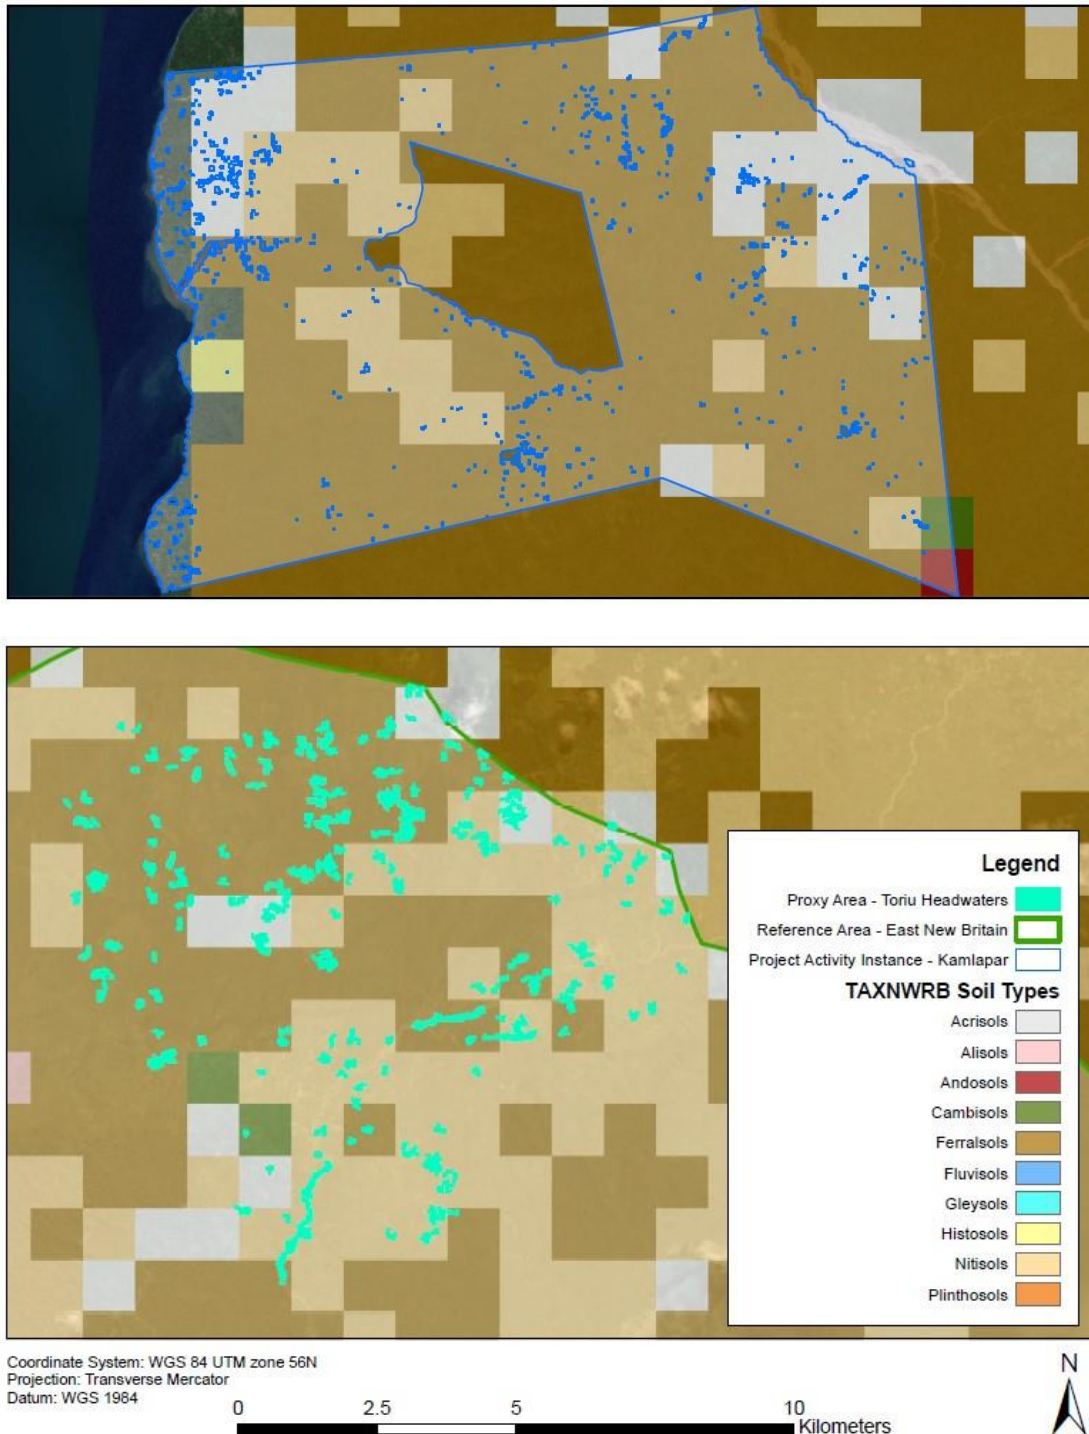 Legend
Proxy Area - Toriu Headwaters
Reference Area - East New Britain
Project Activity Instance - Kamlapar
TAXNWRB Soil Types
Acrisols
Alisols
Andosols
Cambisols
Ferralsols
Fluvisols
Gleysols
Histosols
Nitisols
Plinthosols
Coordinate System: WGS 84 UTM zone 56N
Projection: Transverse Mercator
Datum: WGS 1984
0 2.5 5 10
Kilometers
N